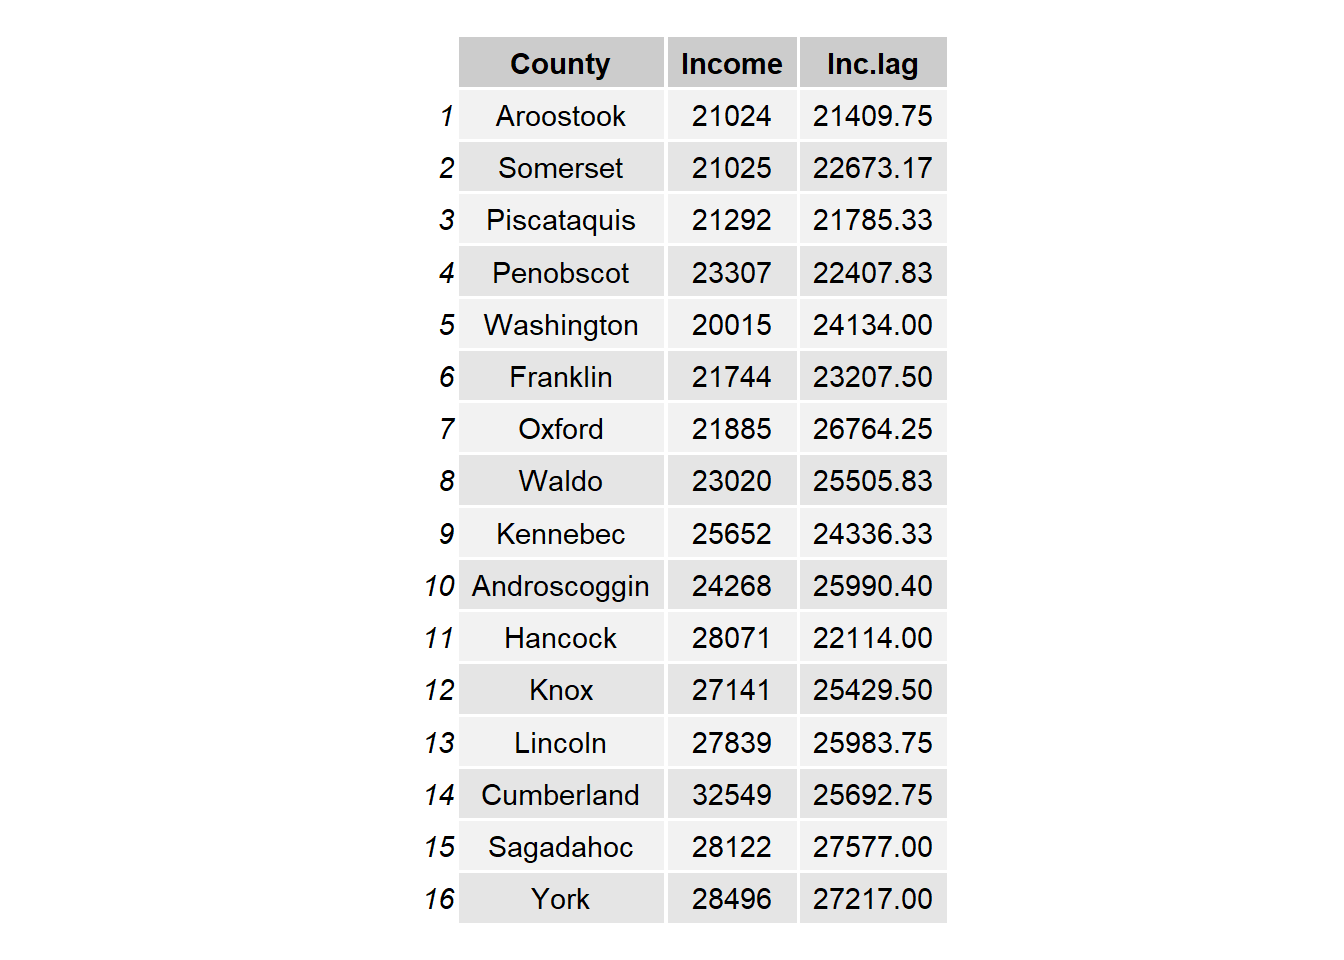 County Income Inc.lag
1 Aroostook 21024 21409.75
2 Somerset 21025 22673.17
3 Piscataquis 21292 21785.33
4 Penobscot 23307 22407.83
5 Washington 20015 24134.00
6 Franklin 21744 23207.50
7 Oxford 21885 26764.25
8 Waldo 23020 25505.83
9 Kennebec 25652 24336.33
10 Androscoggin 24268 25990.40
11 Hancock 28071 22114.00
12 Knox 27141 25429.50
13 Lincoln 27839 25983.75
14 Cumberland 32549 25692.75
15 Sagadahoc 28122 27577.00
16 York 28496 27217.00